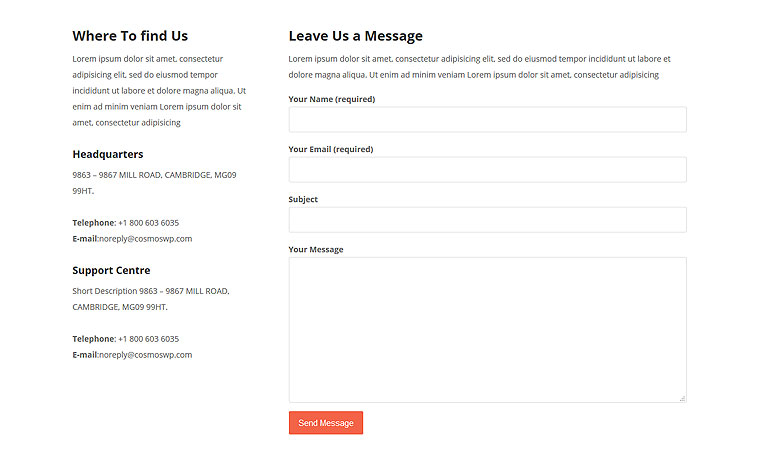 Where To find Us
Lorem ipsum dolor sit amet, consectetur
adipisicing elit, sed do eiusmod tempor
incididunt ut labore et dolore magna aliqua. Ut
enim ad minim veniam Lorem ipsum dolor sit
amet, consectetur adipisicing
Headquarters
9863 – 9867 MILL ROAD, CAMBRIDGE, MG09
99HT.
Telephone: +1 800 603 6035
E-mail:noreply@cosmoswp.com
Support Centre
Short Description 9863 – 9867 MILL ROAD,
CAMBRIDGE, MG09 99HT.
Telephone: +1 800 603 6035
E-mail:noreply@cosmoswp.com
Leave Us a Message
Lorem ipsum dolor sit amet, consectetur adipisicing elit, sed do eiusmod tempor incididunt ut labore et
dolore magna aliqua. Ut enim ad minim veniam Lorem ipsum dolor sit amet, consectetur adipisicing
Your Name (required)
Your Email (required)
Subject
Your Message
Send Message